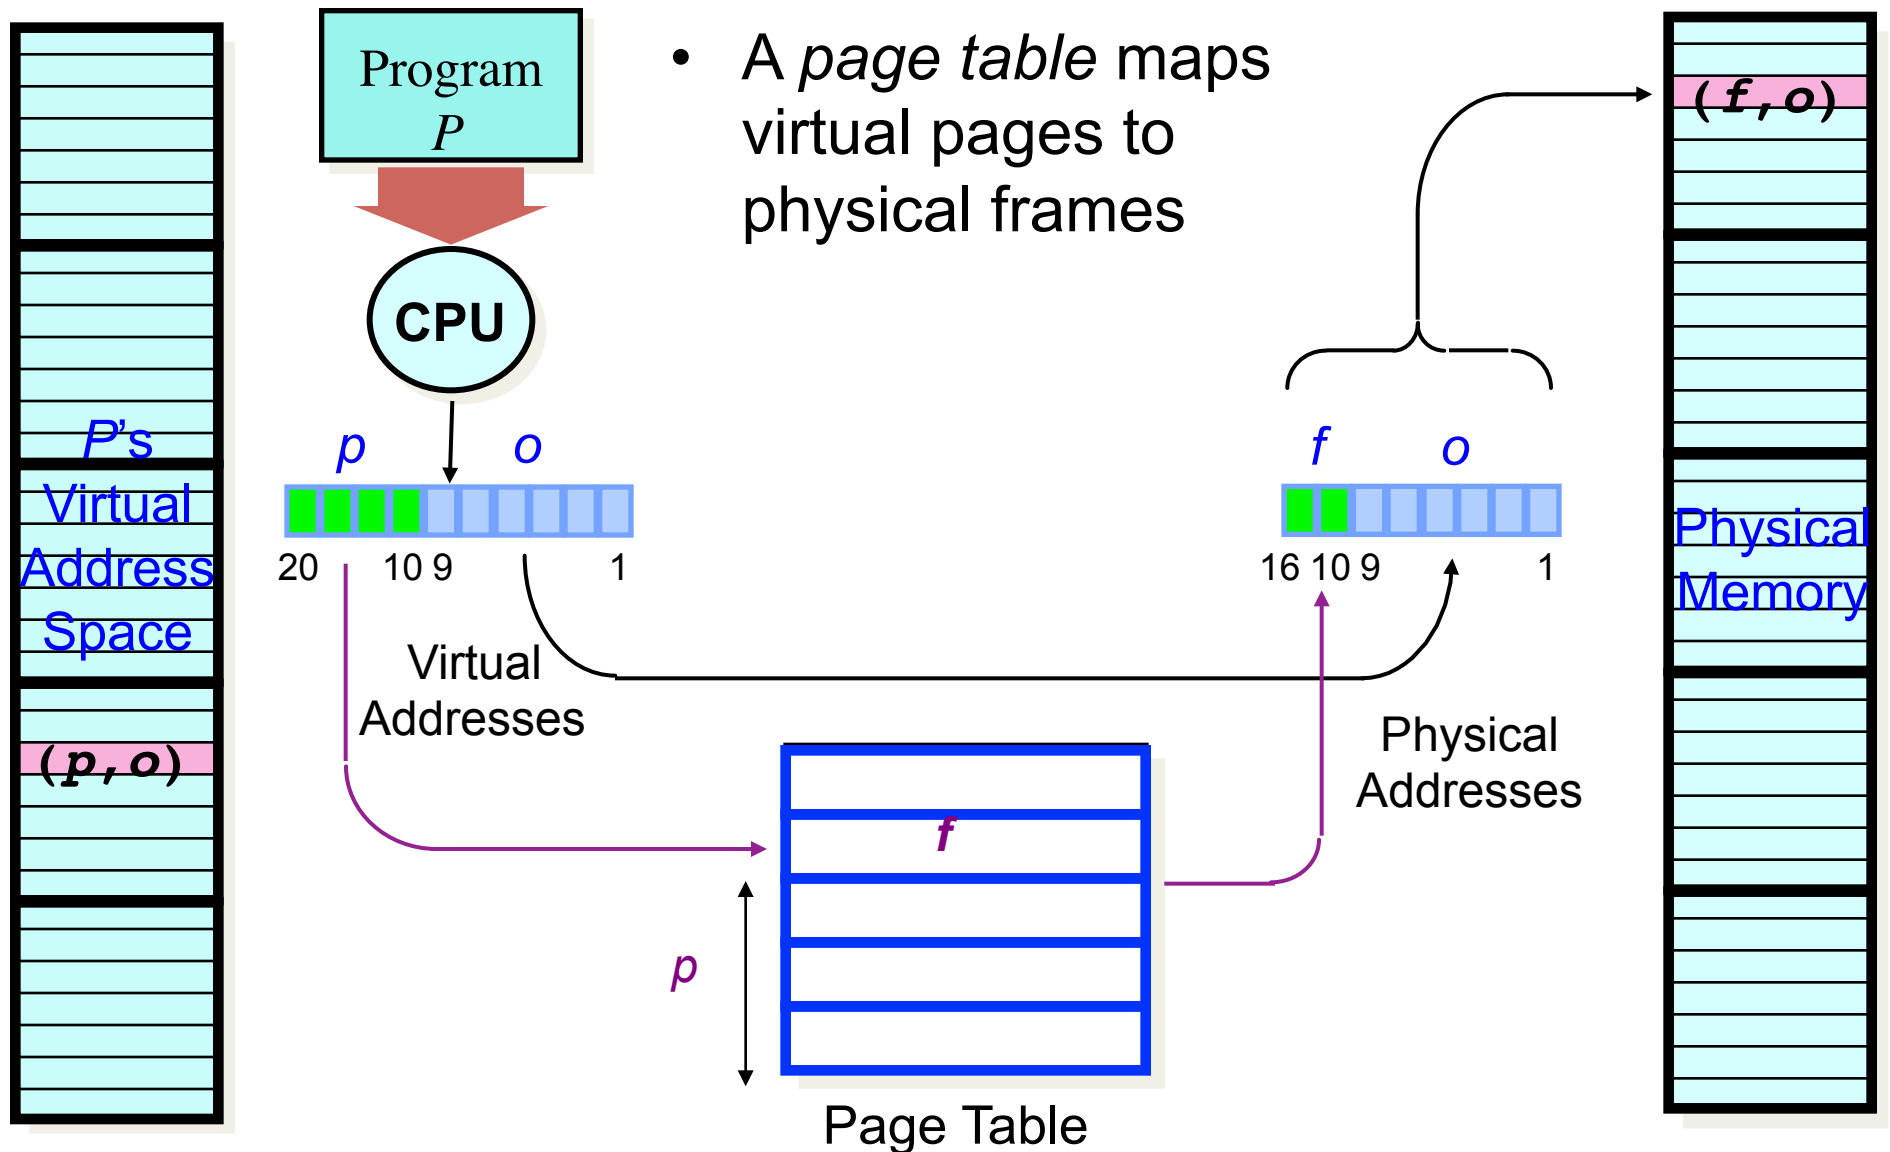 Program
P
• A page table maps
virtual pages to
physical frames
CPU
(f,o)
P's
Virtual
Address
Space
(p,o)
p o
20 10 9 1
Virtual
Addresses
f o
16 10 9 1
Physical
Addresses
Physical
Memory
f
p
Page Table